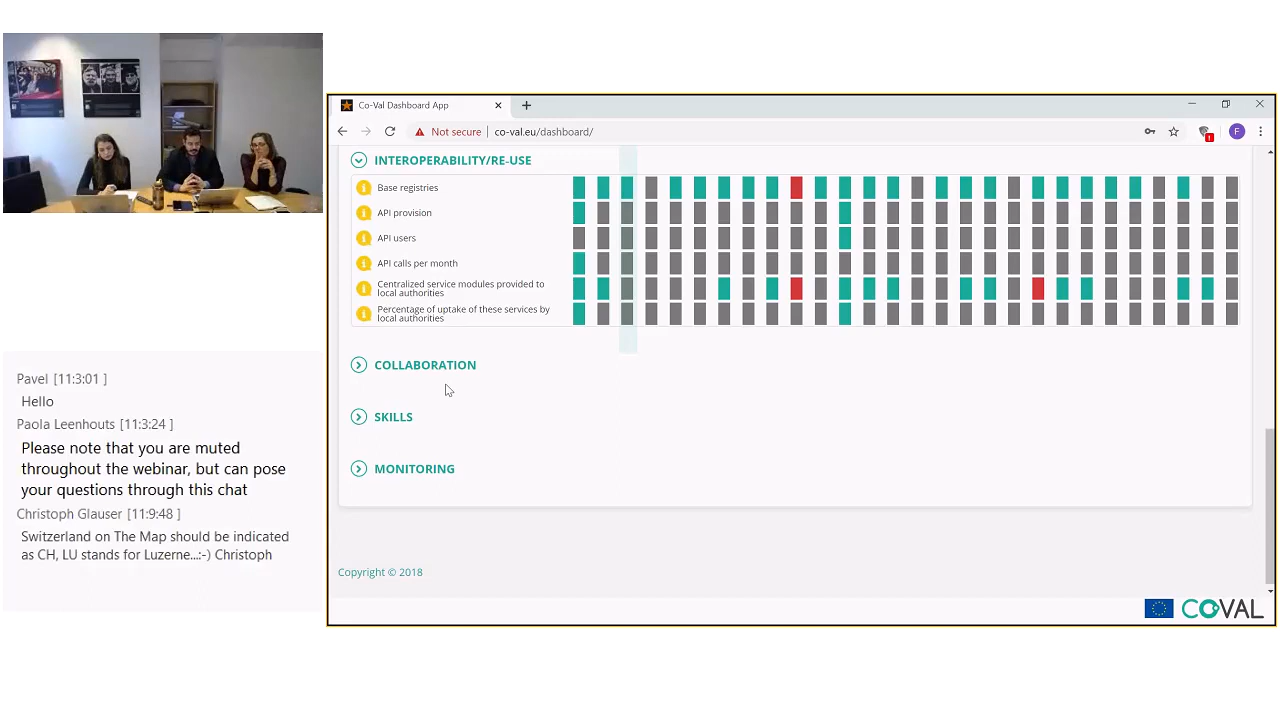 Pavel [11:3:01 ]
Hello
Paola Leenhouts [11:3:24 ]
Please note that you are muted
throughout the webinar, but can pose
your questions through this chat
Christoph Glauser [11:9:48 ]
Switzerland on The Map should be indicated
as CH, LU stands for Luzerne...:-) Christoph
Co-Val Dashboard App
Not secure
co-val.eu/dashboard/
F
INTEROPERABILITY/RE-USE
Base registries
API provision
API users
API calls per month
Centralized service modules provided to
local authorities
Percentage of uptake of these services by
local authorities
COLLABORATION
SKILLS
MONITORING
Copyright © 2018
COVAL